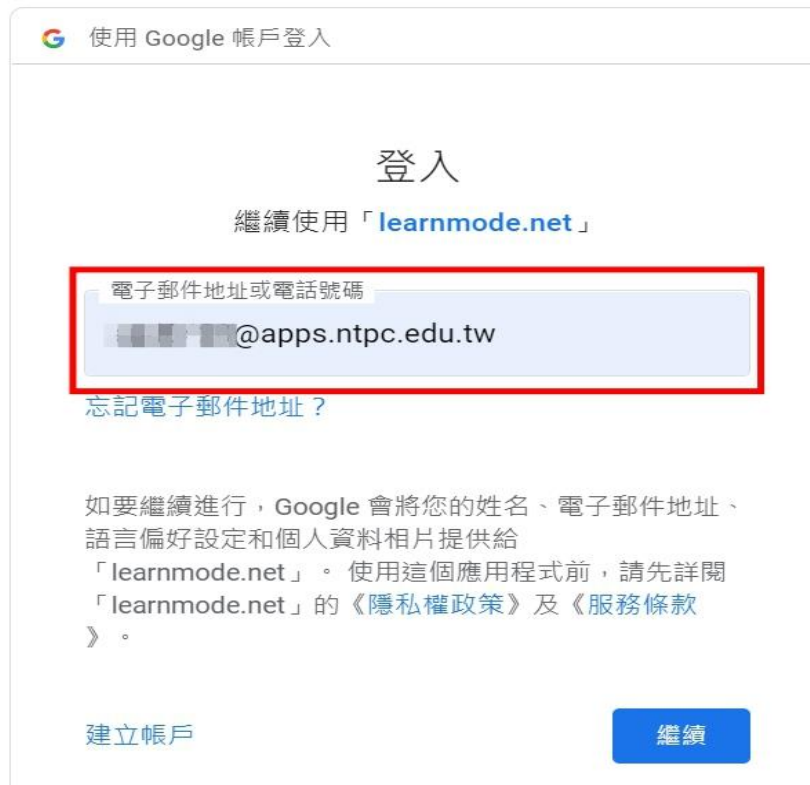 使用 Google 帳戶登入
登入
繼續使用「learnmode.net」
電子郵件地址或電話號碼
@apps.ntpc.edu.tw
忘記電子郵件地址？
如要繼續進行，Google 會將您的姓名、電子郵件地址、
語言偏好設定和個人資料相片提供給
「learnmode.net」。 使用這個應用程式前，請先詳閱
「learnmode.net」的《隱私權政策》及《服務條款
》。
建立帳戶
繼續